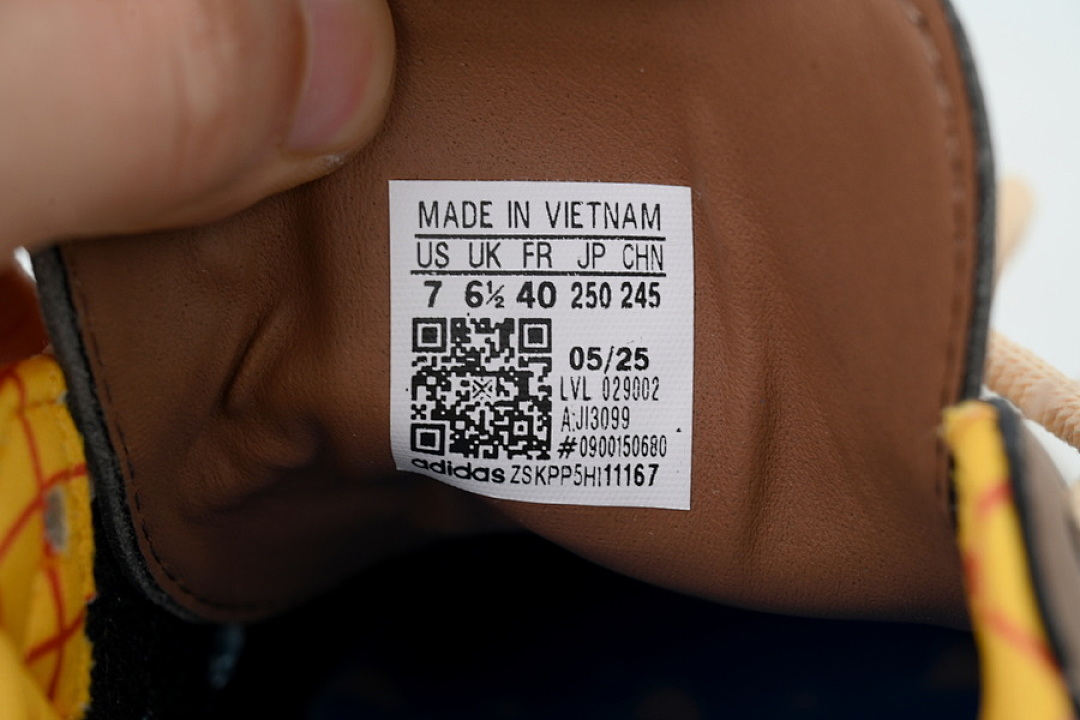 MADE IN VIETNAM
US UK FR JP CHN
7 6½ 40 250 245
05/25
LVL 029002
A:JI3099
#0900150680
adidas ZSKPP5HI11167